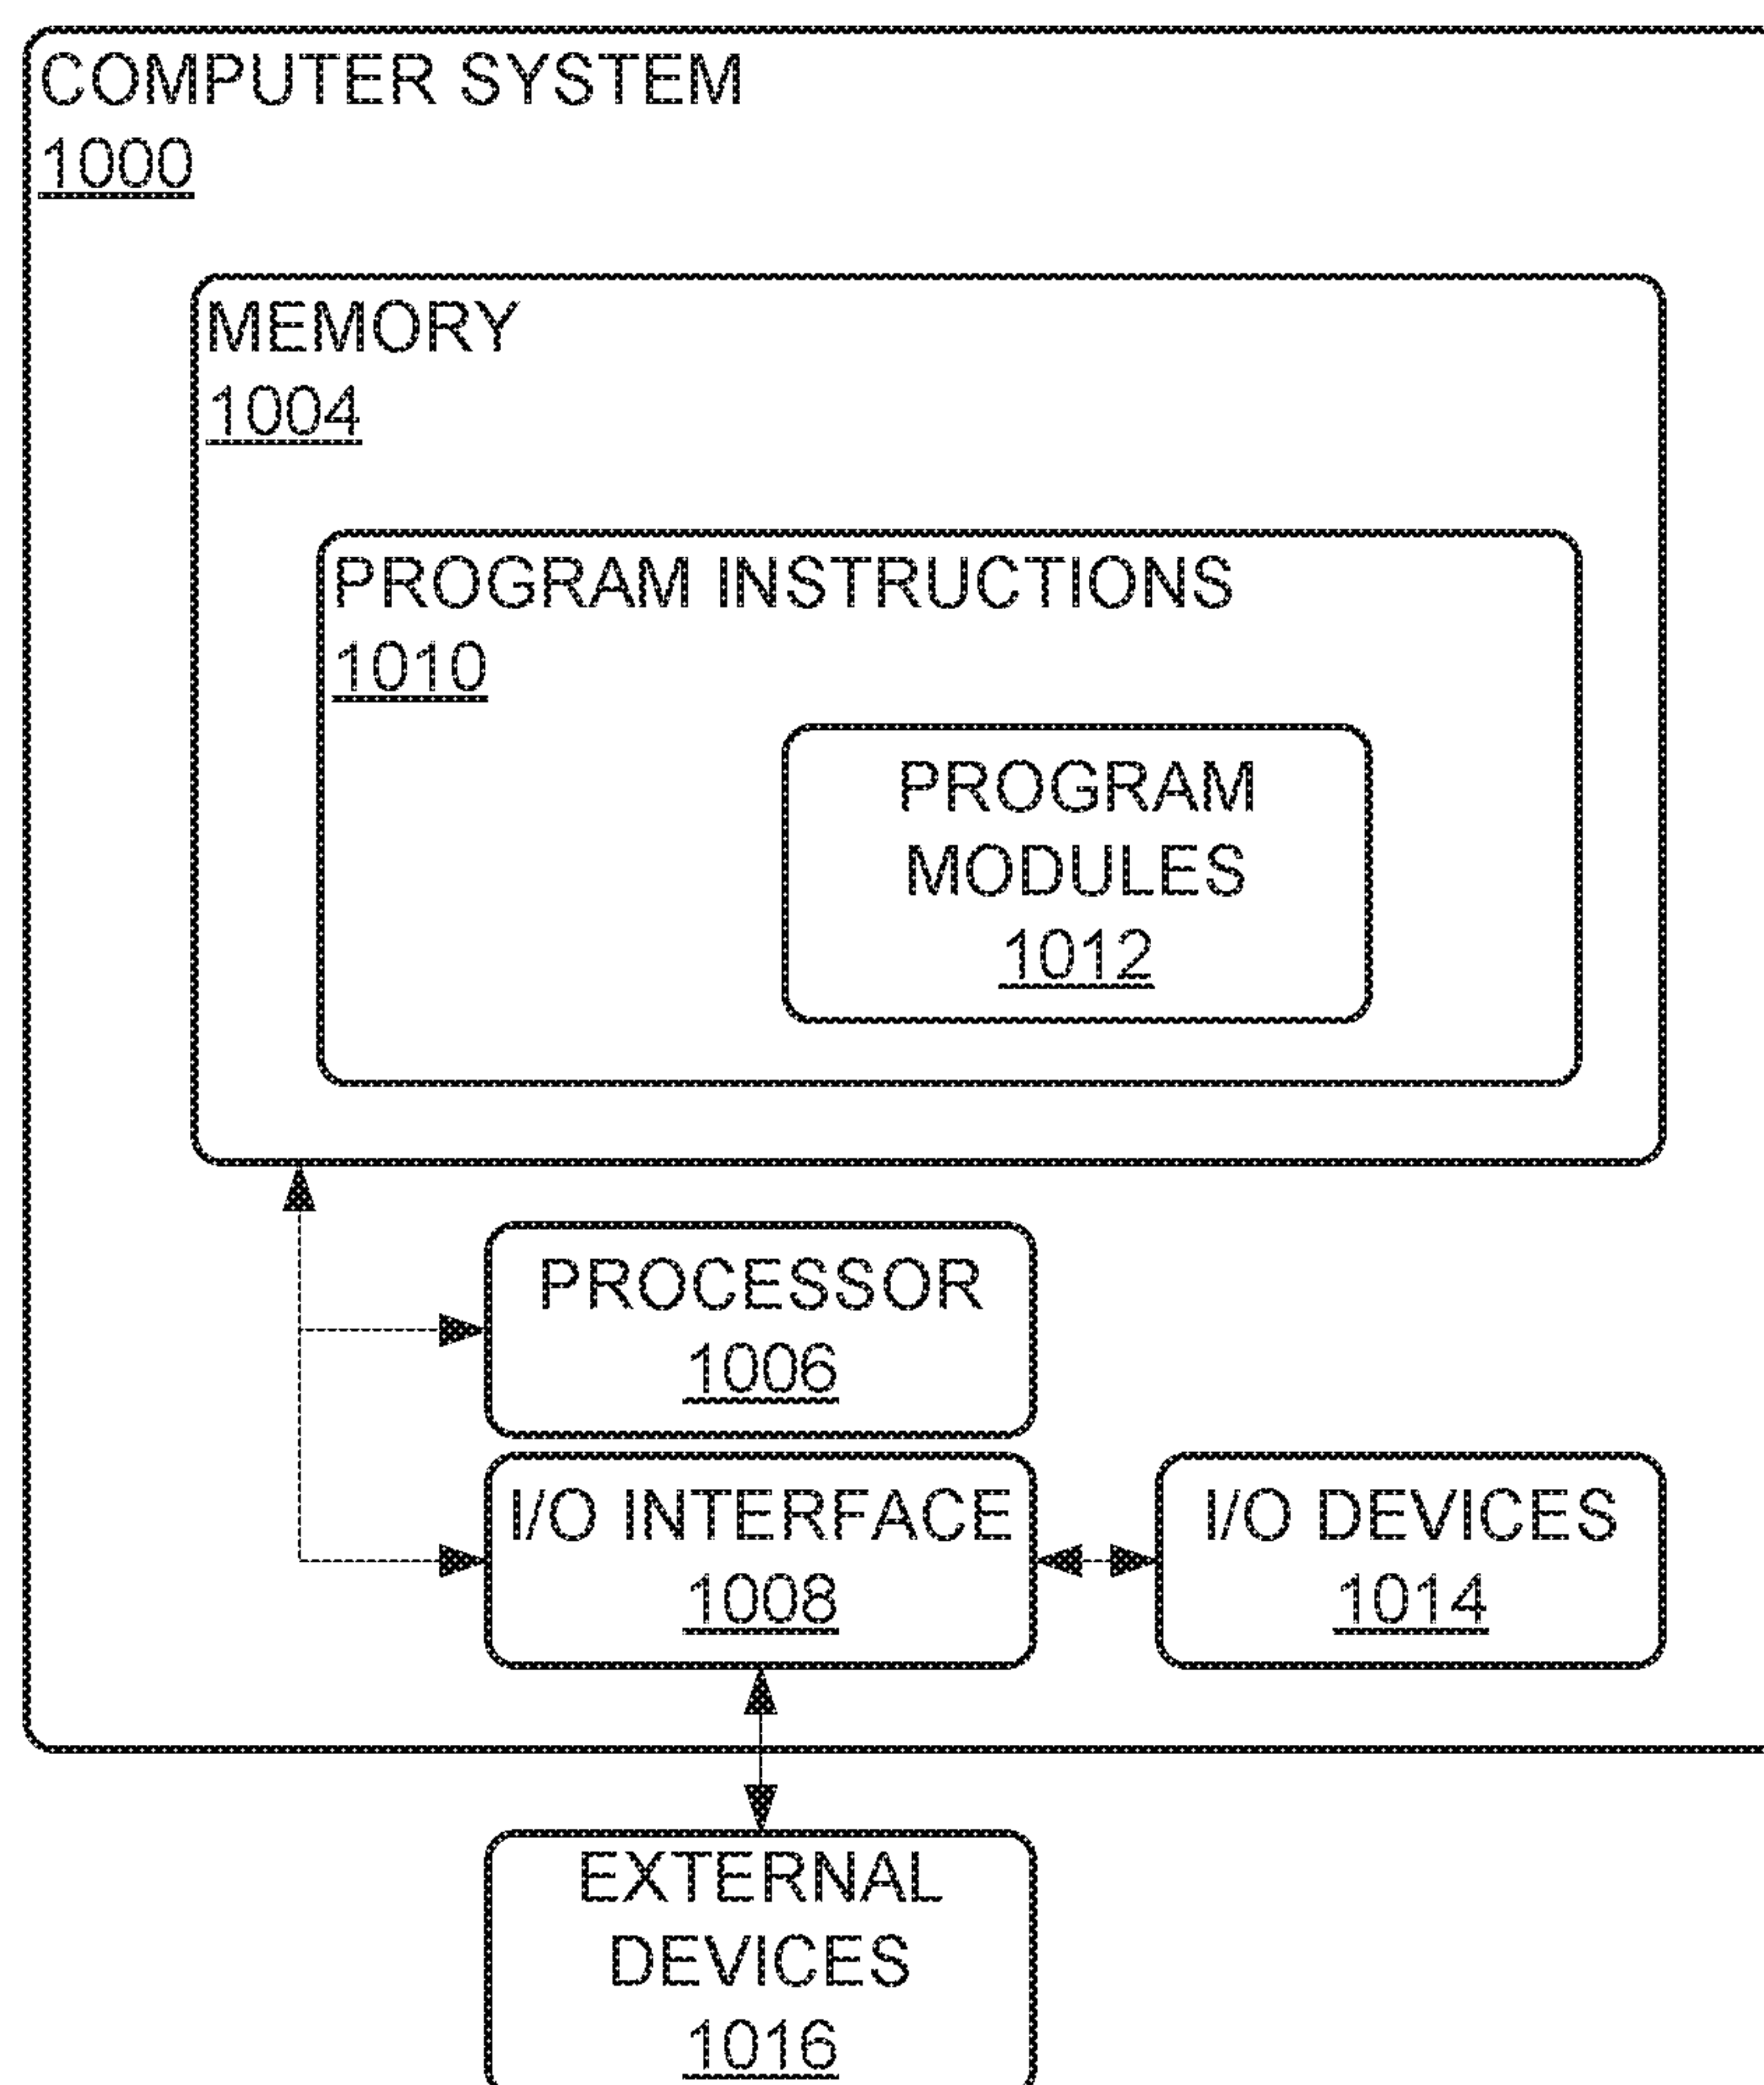 COMPUTER SYSTEM
1000
MEMORY
1004
PROGRAM INSTRUCTIONS
1010
PROGRAM
MODULES
1012
PROCESSOR
1006
I/O INTERFACE
1008
I/O DEVICES
1014
EXTERNAL
DEVICES
1016